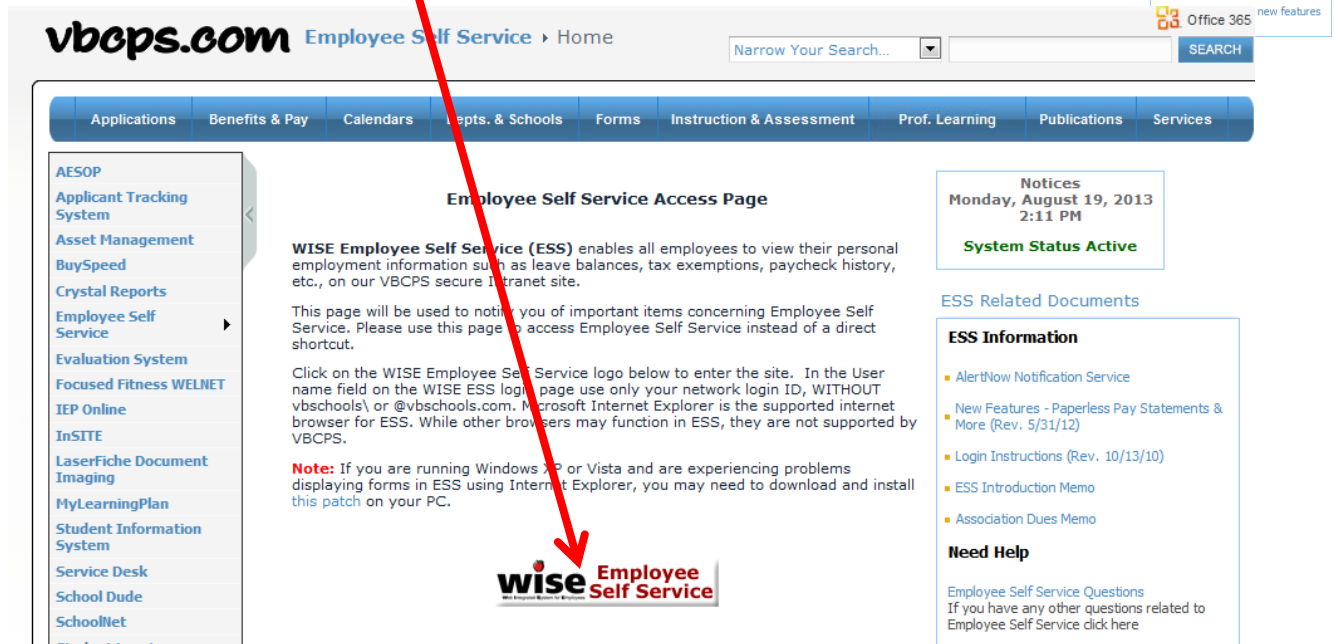 new features
Office 365
vbcps.com Employee Self Service › Home
Narrow Your Search...
SEARCH
Applications Benefits & Pay Calendars Depts. & Schools Forms Instruction & Assessment Prof. Learning Publications Services
AESOP
Applicant Tracking
System
Asset Management
BuySpeed
Crystal Reports
Employee Self
Service
Evaluation System
Focused Fitness WELNET
IEP Online
InSITE
LaserFiche Document
Imaging
MyLearningPlan
Student Information
System
Service Desk
School Dude
SchoolNet
Employee Self Service Access Page
WISE Employee Self Service (ESS) enables all employees to view their personal
employment information such as leave balances, tax exemptions, paycheck history,
etc., on our VBCPS secure Intranet site.
This page will be used to notify you of important items concerning Employee Self
Service. Please use this page to access Employee Self Service instead of a direct
shortcut.
Click on the WISE Employee Self Service logo below to enter the site. In the User
name field on the WISE ESS login page use only your network login ID, WITHOUT
vbschools\ or @vbschools.com. Microsoft Internet Explorer is the supported internet
browser for ESS. While other browsers may function in ESS, they are not supported by
VBCPS.
Note: If you are running Windows XP or Vista and are experiencing problems
displaying forms in ESS using Internet Explorer, you may need to download and install
this patch on your PC.
wise Employee
Self Service
Web Integrated System for Employees
Notices
Monday, August 19, 2013
2:11 PM
System Status Active
ESS Related Documents
ESS Information
AlertNow Notification Service
New Features - Paperless Pay Statements &
More (Rev. 5/31/12)
Login Instructions (Rev. 10/13/10)
ESS Introduction Memo
Association Dues Memo
Need Help
Employee Self Service Questions
If you have any other questions related to
Employee Self Service click here